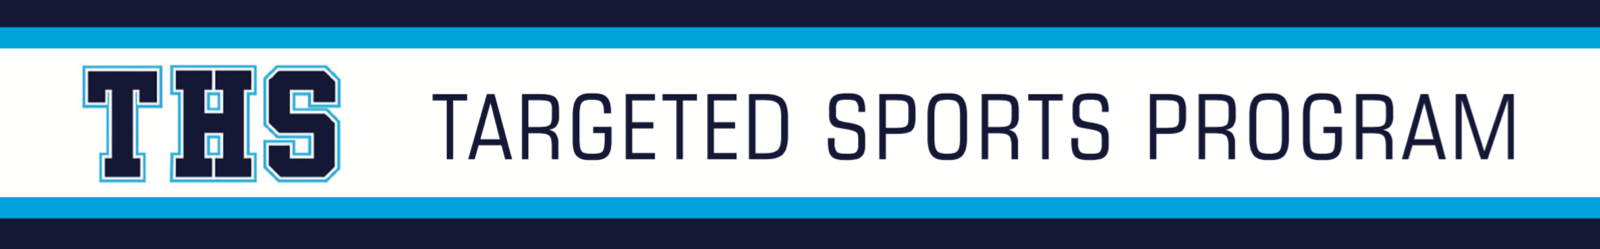 THS TARGETED SPORTS PROGRAM